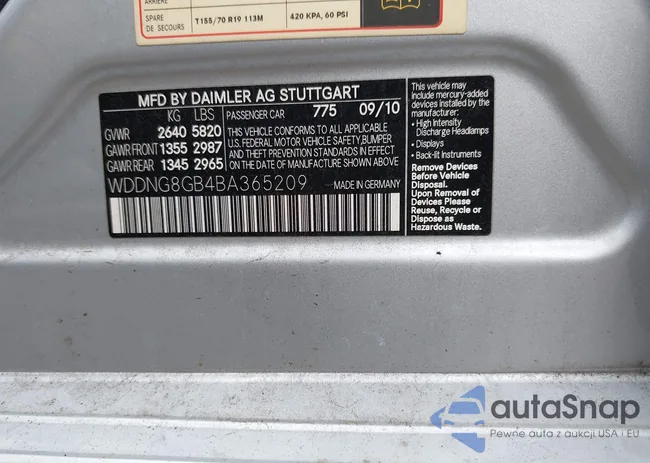 ARRIÈRE
SPARE
DE SECOURS
T155/70 R19 113M
420 KPA, 60 PSI
MFD BY DAIMLER AG STUTTGART
KG LBS
PASSENGER CAR 775 09/10
GVWR 2640 5820
GAWR FRONT 1355 2987
GAWR REAR 1345 2965
THIS VEHICLE CONFORMS TO ALL APPLICABLE
U.S. FEDERAL MOTOR VEHICLE SAFETY,BUMPER
AND THEFT PREVENTION STANDARDS IN EFFECT
ON THE DATE OF MANUFACTURE SHOWN ABOVE.
WDDNG8GB4BA365209
MADE IN GERMANY
This vehicle may
include mercury-added
devices installed by the
manufacturer:
• High Intensity
Discharge Headlamps
• Displays
• Back-lit Instruments
Remove Devices
Before Vehicle
Disposal.
Upon Removal of
Devices Please
Reuse, Recycle or
Dispose as
Hazardous Waste.
autaSnap
Pewne auta z aukcji USA i EU